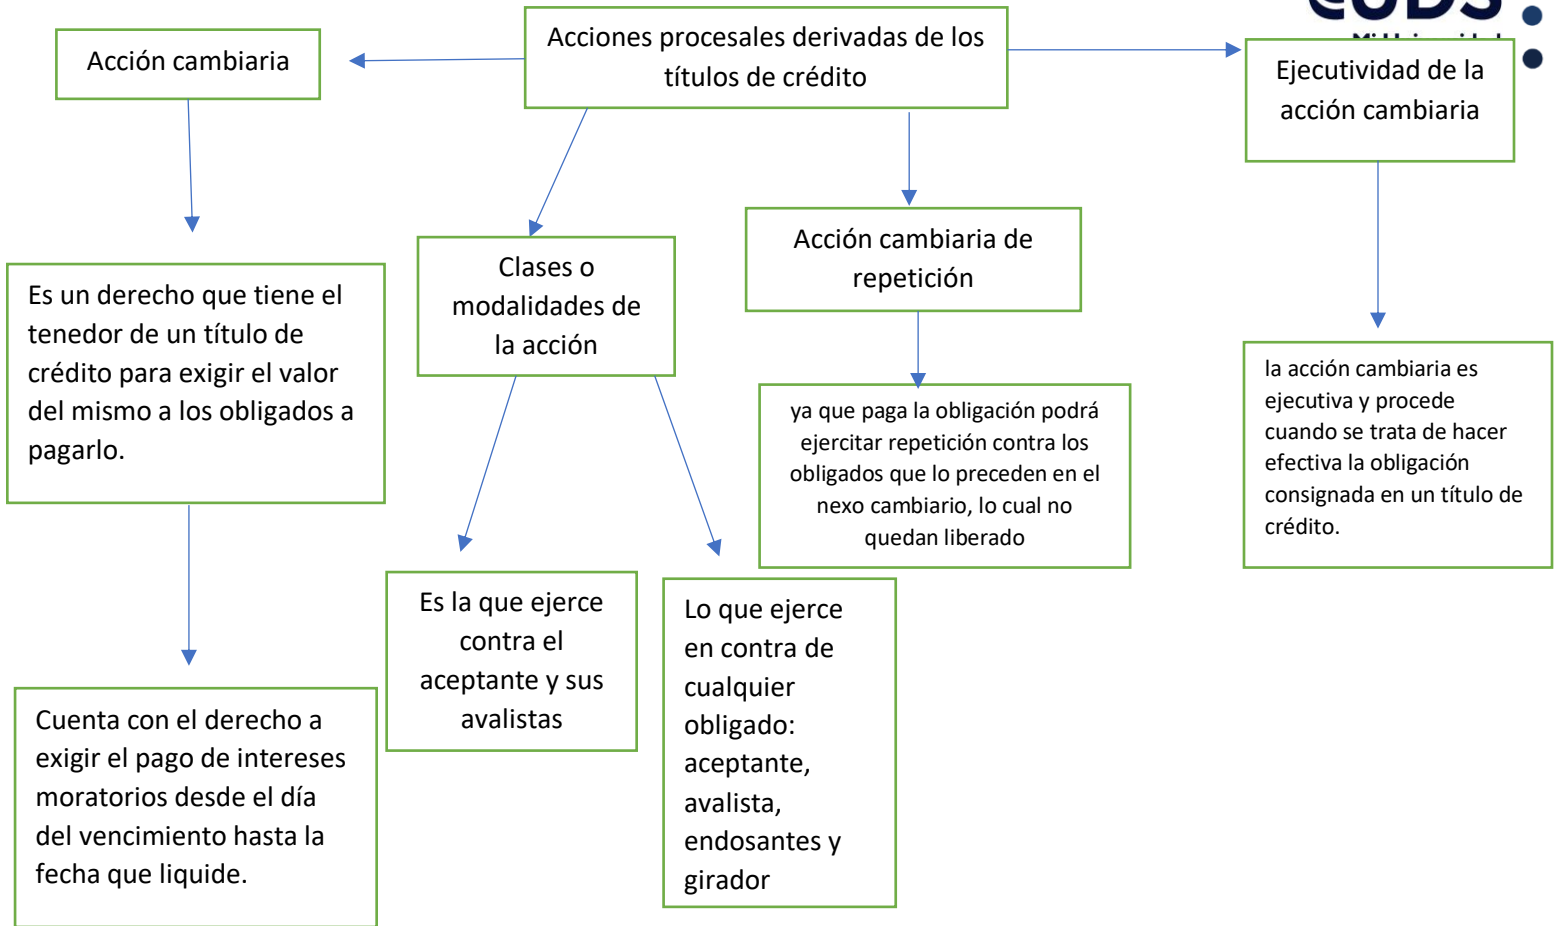 Acciones procesales derivadas de los
títulos de crédito
Acción cambiaria
Ejecutividad de la
acción cambiaria
Clases o
modalidades de
la acción
Acción cambiaria de
repetición
Es un derecho que tiene el
tenedor de un título de
crédito para exigir el valor
del mismo a los obligados a
pagarlo.
la acción cambiaria es
ejecutiva y procede
cuando se trata de hacer
efectiva la obligación
consignada en un título de
crédito.
ya que paga la obligación podrá
ejercitar repetición contra los
obligados que lo preceden en el
nexo cambiario, lo cual no
quedan liberado
Es la que ejerce
contra el
aceptante y sus
avalistas
Lo que ejerce
en contra de
cualquier
obligado:
aceptante,
avalista,
endosantes y
girador
Cuenta con el derecho a
exigir el pago de intereses
moratorios desde el día
del vencimiento hasta la
fecha que liquide.